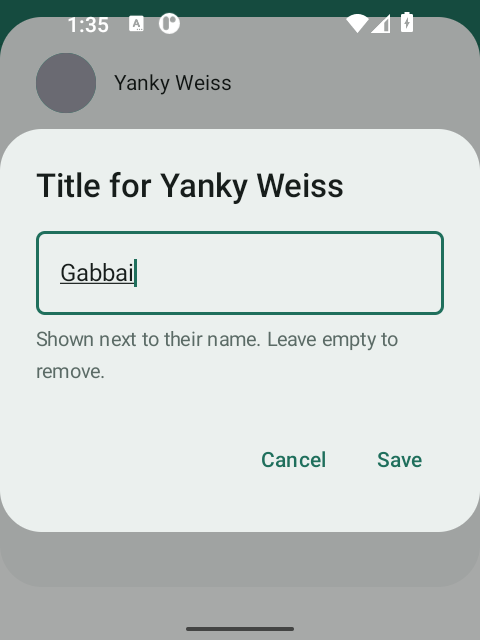 1:35
A
Yanky Weiss
Title for Yanky Weiss
Gabbai
Shown next to their name. Leave empty to
remove.
Cancel
Save